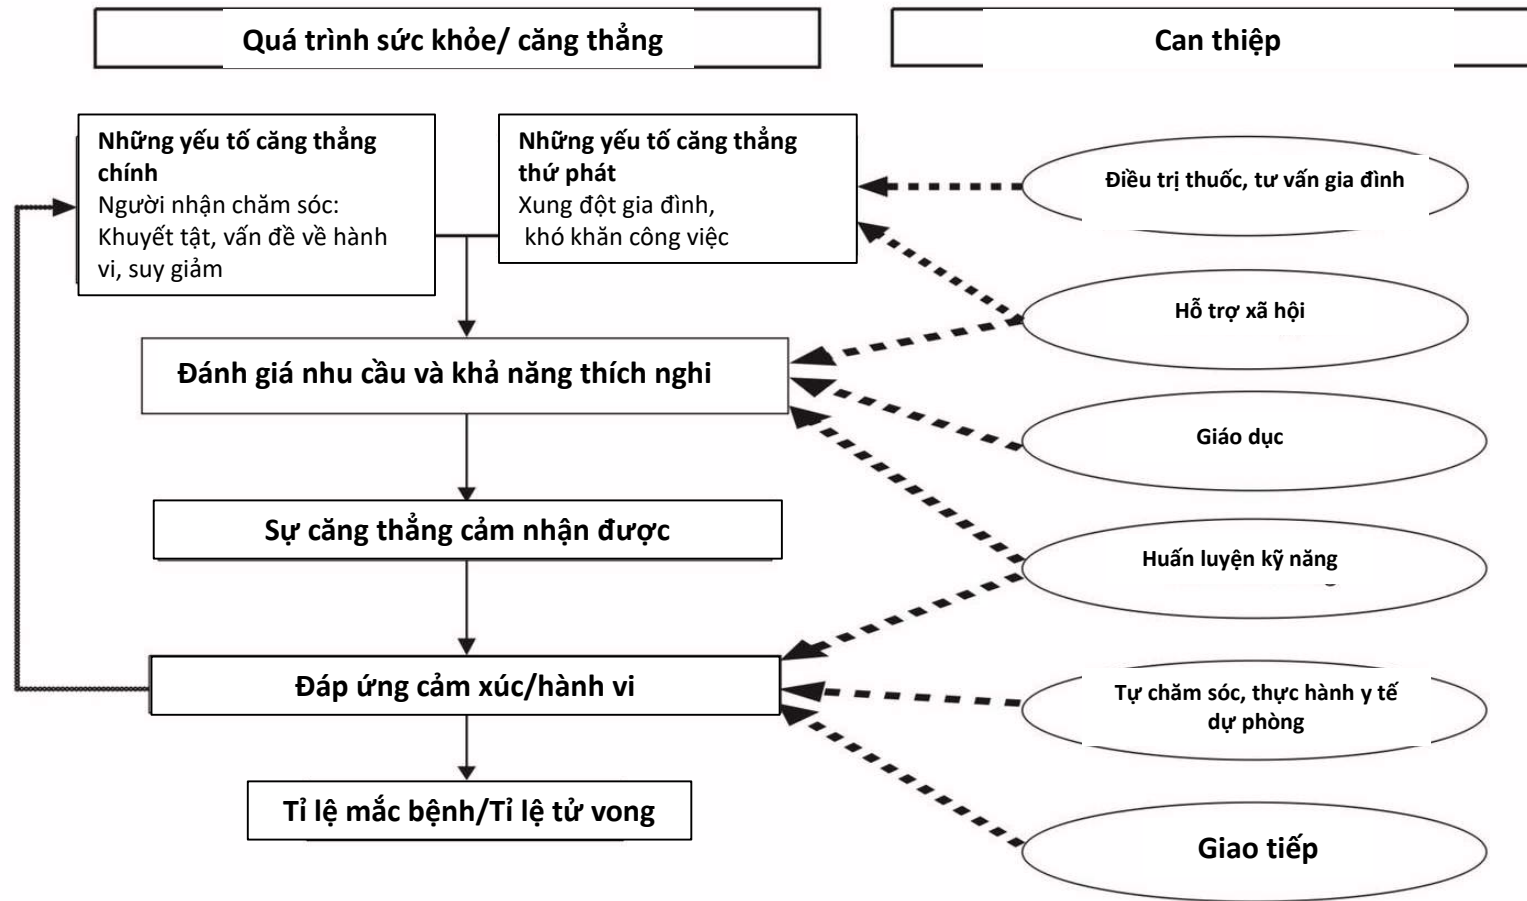 Quá trình sức khỏe/ căng thẳng
Can thiệp
Những yếu tố căng thẳng
chính
Người nhận chăm sóc:
Khuyết tật, vấn đề về hành
vi, suy giảm
Những yếu tố căng thẳng
thứ phát
Xung đột gia đình,
khó khăn công việc
Điều trị thuốc, tư vấn gia đình
Hỗ trợ xã hội
Đánh giá nhu cầu và khả năng thích nghi
Giáo dục
Sự căng thẳng cảm nhận được
Huấn luyện kỹ năng
Đáp ứng cảm xúc/hành vi
Tự chăm sóc, thực hành y tế
dự phòng
Tỉ lệ mắc bệnh/Tỉ lệ tử vong
Giao tiếp